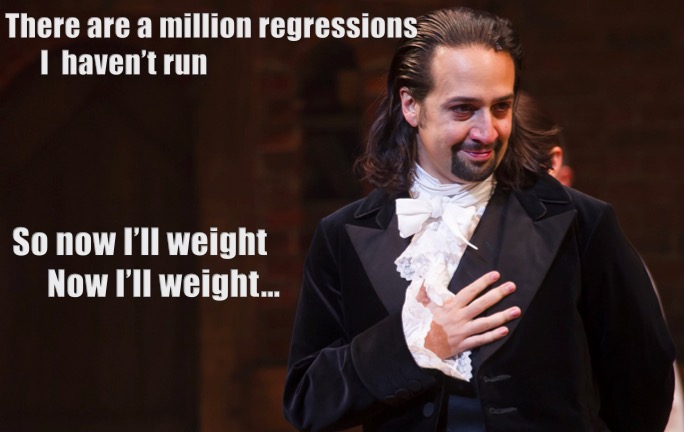 There are a million regressions
I haven't run
So now I'll weight
Now I'll weight...